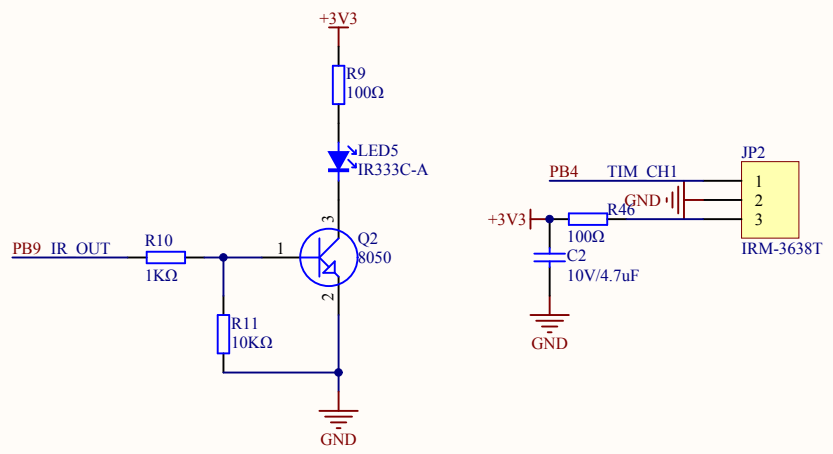 +3V3
R9
100Ω
LED5
IR333C-A
3
Q2
8050
1
2
PB9 IR_OUT
R10
1KΩ
R11
10KΩ
GND
JP2
PB4 TIM_CH1
1
GND
2
+3V3
R46
3
100Ω
IRM-3638T
C2
10V/4.7uF
GND